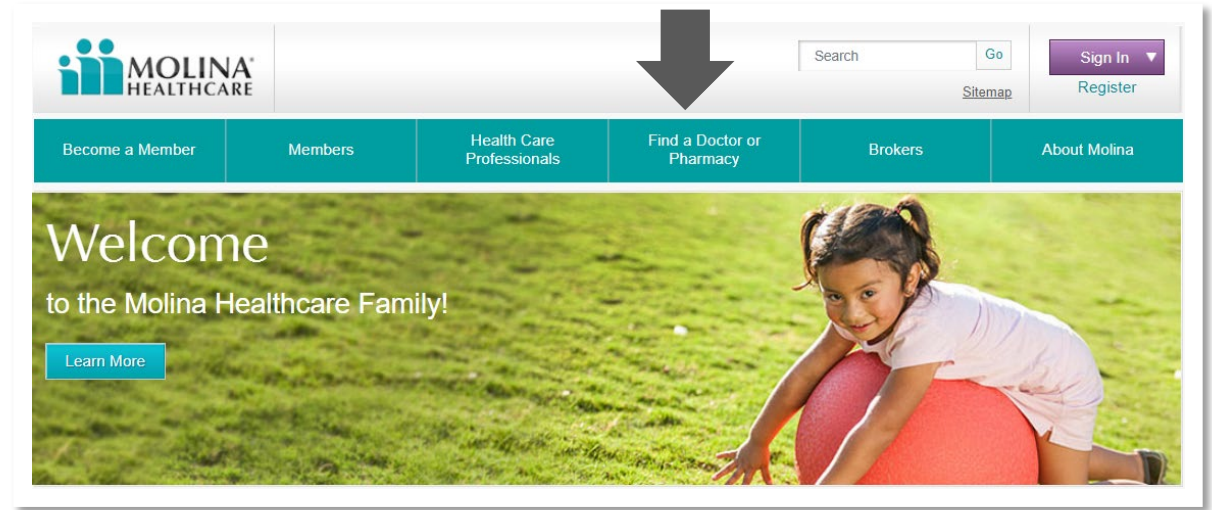 MOLINA®
HEALTHCARE
Search
Go
Sign In
Sitemap
Register
Become a Member
Members
Health Care
Professionals
Find a Doctor or
Pharmacy
Brokers
About Molina
Welcome
to the Molina Healthcare Family!
Learn More